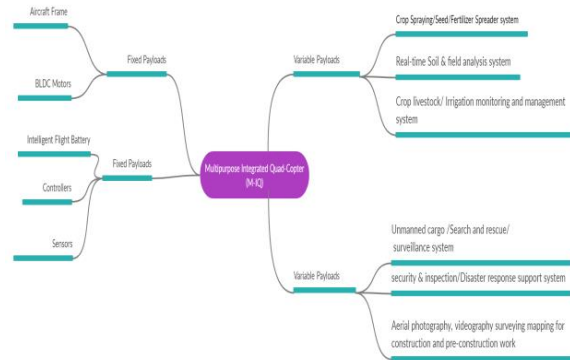 Aircraft Frame
Fixed Payloads
BLDC Motors
Intelligent Flight Battery
Fixed Payloads
Controllers
Sensors
Multipurpose Integrated Quad-Copter
(M-IQ)
Variable Payloads
Crop Spraying/Seed/Fertilizer Spreader system
Real-time Soil & field analysis system
Crop livestock/ Irrigation monitoring and management
system
Variable Payloads
Unmanned cargo /Search and rescue/
surveillance system
security & inspection/Disaster response support system
Aerial photography, videography surveying mapping for
construction and pre-construction work